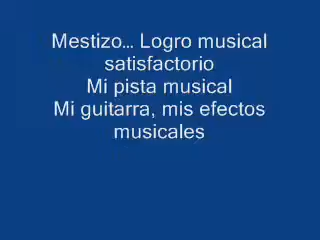 Mestizo... Logro musical
satisfactorio
Mi pista musical
Mi guitarra, mis efectos
musicales